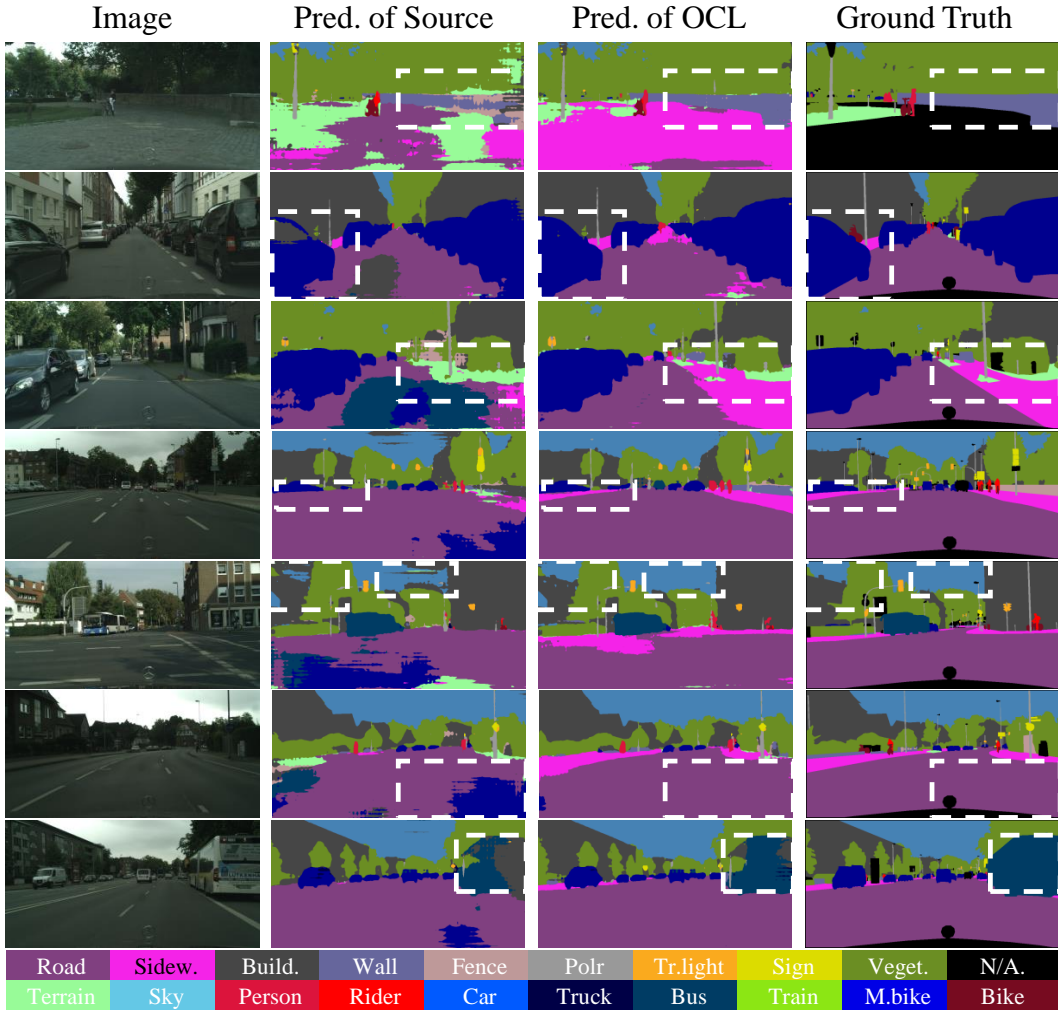 Image Pred. of Source Pred. of OCL Ground Truth
Road Sidew. Build. Wall Fence Polr Tr.light Sign Veget. N/A.
Terrain Sky Person Rider Car Truck Bus Train M.bike Bike